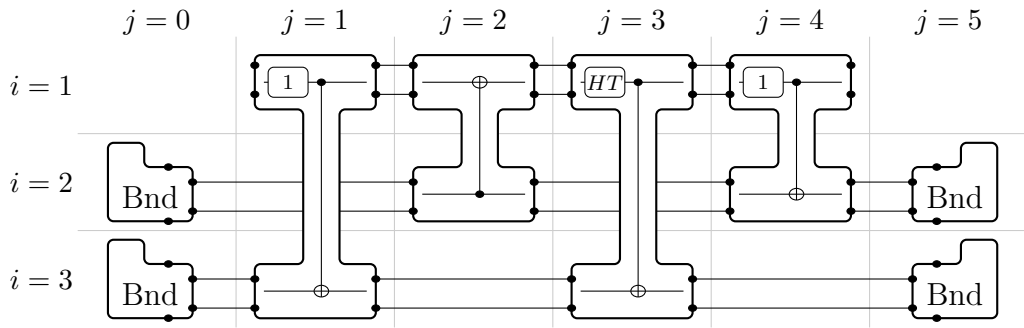 j = 0 j = 1 j = 2 j = 3 j = 4 j = 5
i = 1 1 HT 1
i = 2 Bnd Bnd
i = 3 Bnd Bnd